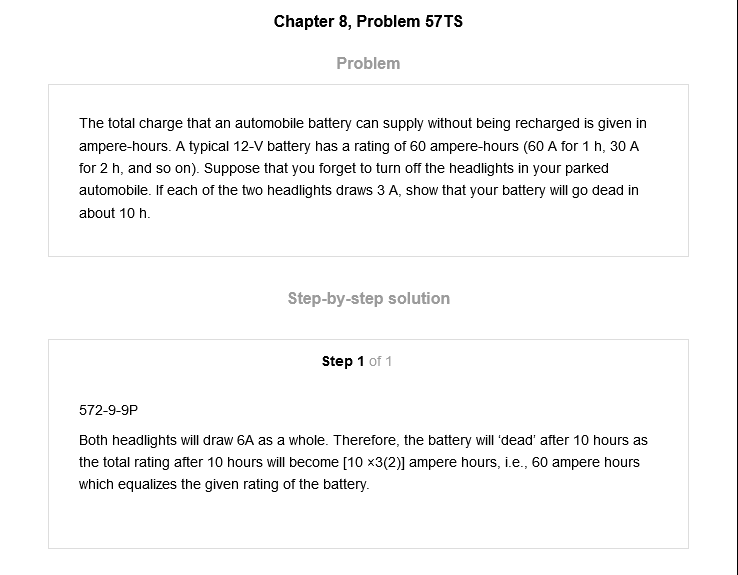 Chapter 8, Problem 57TS
Problem
The total charge that an automobile battery can supply without being recharged is given in
ampere-hours. A typical 12-V battery has a rating of 60 ampere-hours (60 A for 1 h, 30 A
for 2 h, and so on). Suppose that you forget to turn off the headlights in your parked
automobile. If each of the two headlights draws 3 A, show that your battery will go dead in
about 10 h.
Step-by-step solution
Step 1 of 1
572-9-9P
Both headlights will draw 6A as a whole. Therefore, the battery will ‘dead’ after 10 hours as
the total rating after 10 hours will become [10 ×3(2)] ampere hours, i.e., 60 ampere hours
which equalizes the given rating of the battery.